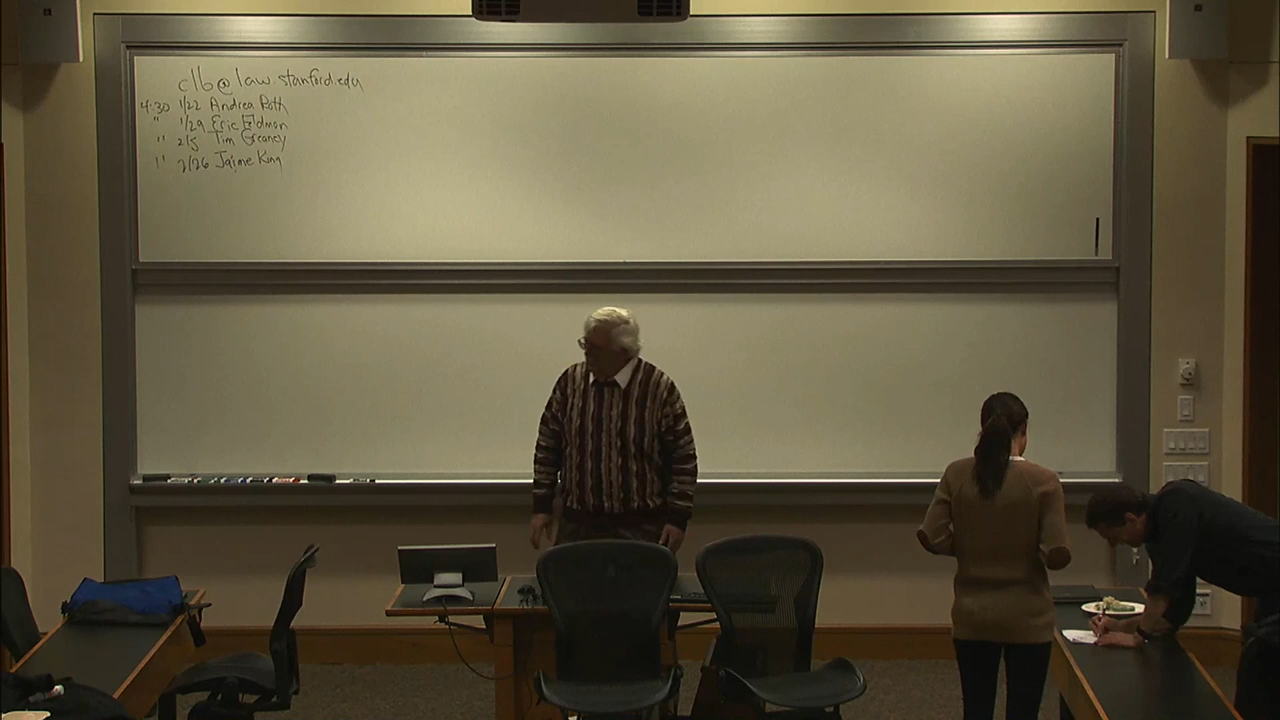 clb@law.stanford.edu
4:30 1/22 Andrea Roth
" 1/29 Eric Feldman
" 2/5 Tim Greaney
" 2/26 Jaime King